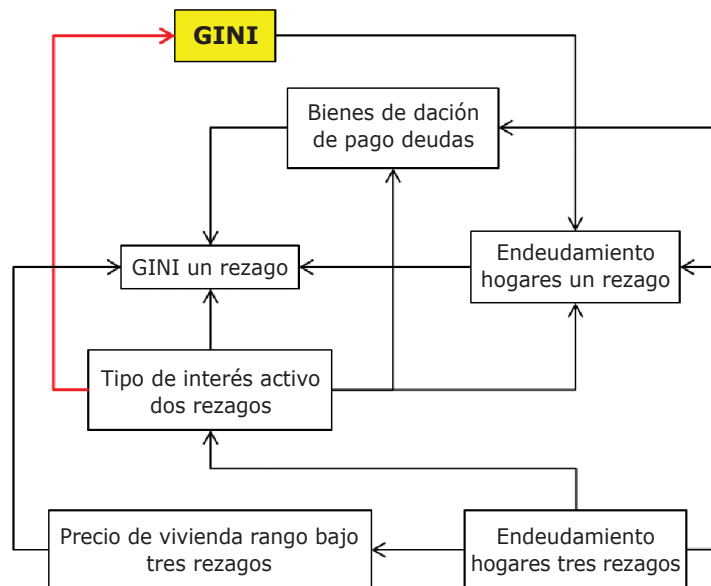 GINI
Bienes de dación
de pago deudas
GINI un rezago
Endeudamiento
hogares un rezago
Tipo de interés activo
dos rezagos
Precio de vivienda rango bajo
tres rezagos
Endeudamiento
hogares tres rezagos